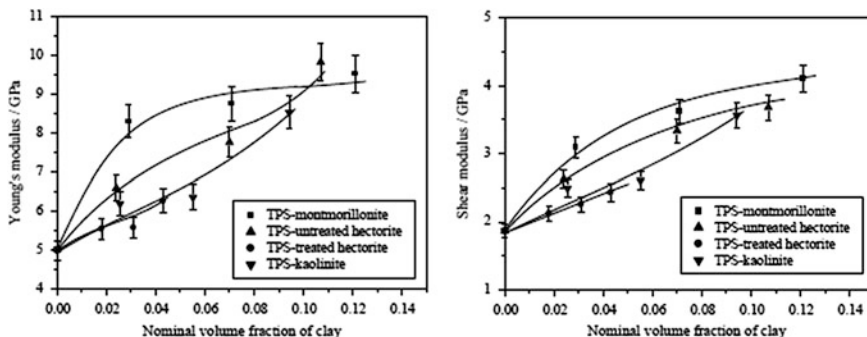 11
10
9
8
7
6
5
4
Young's modulus / GPa
TPS-montmorillonite
TPS-untreated hectorite
TPS-treated hectorite
TPS-kaolinite
0.00 0.02 0.04 0.06 0.08 0.10 0.12 0.14
Nominal volume fraction of clay
5
4
3
2
1
Shear modulus / GPa
TPS-montmorillonite
TPS-untreated hectorite
TPS-treated hectorite
TPS-kaolinite
0.00 0.02 0.04 0.06 0.08 0.10 0.12 0.14
Nominal volume fraction of clay